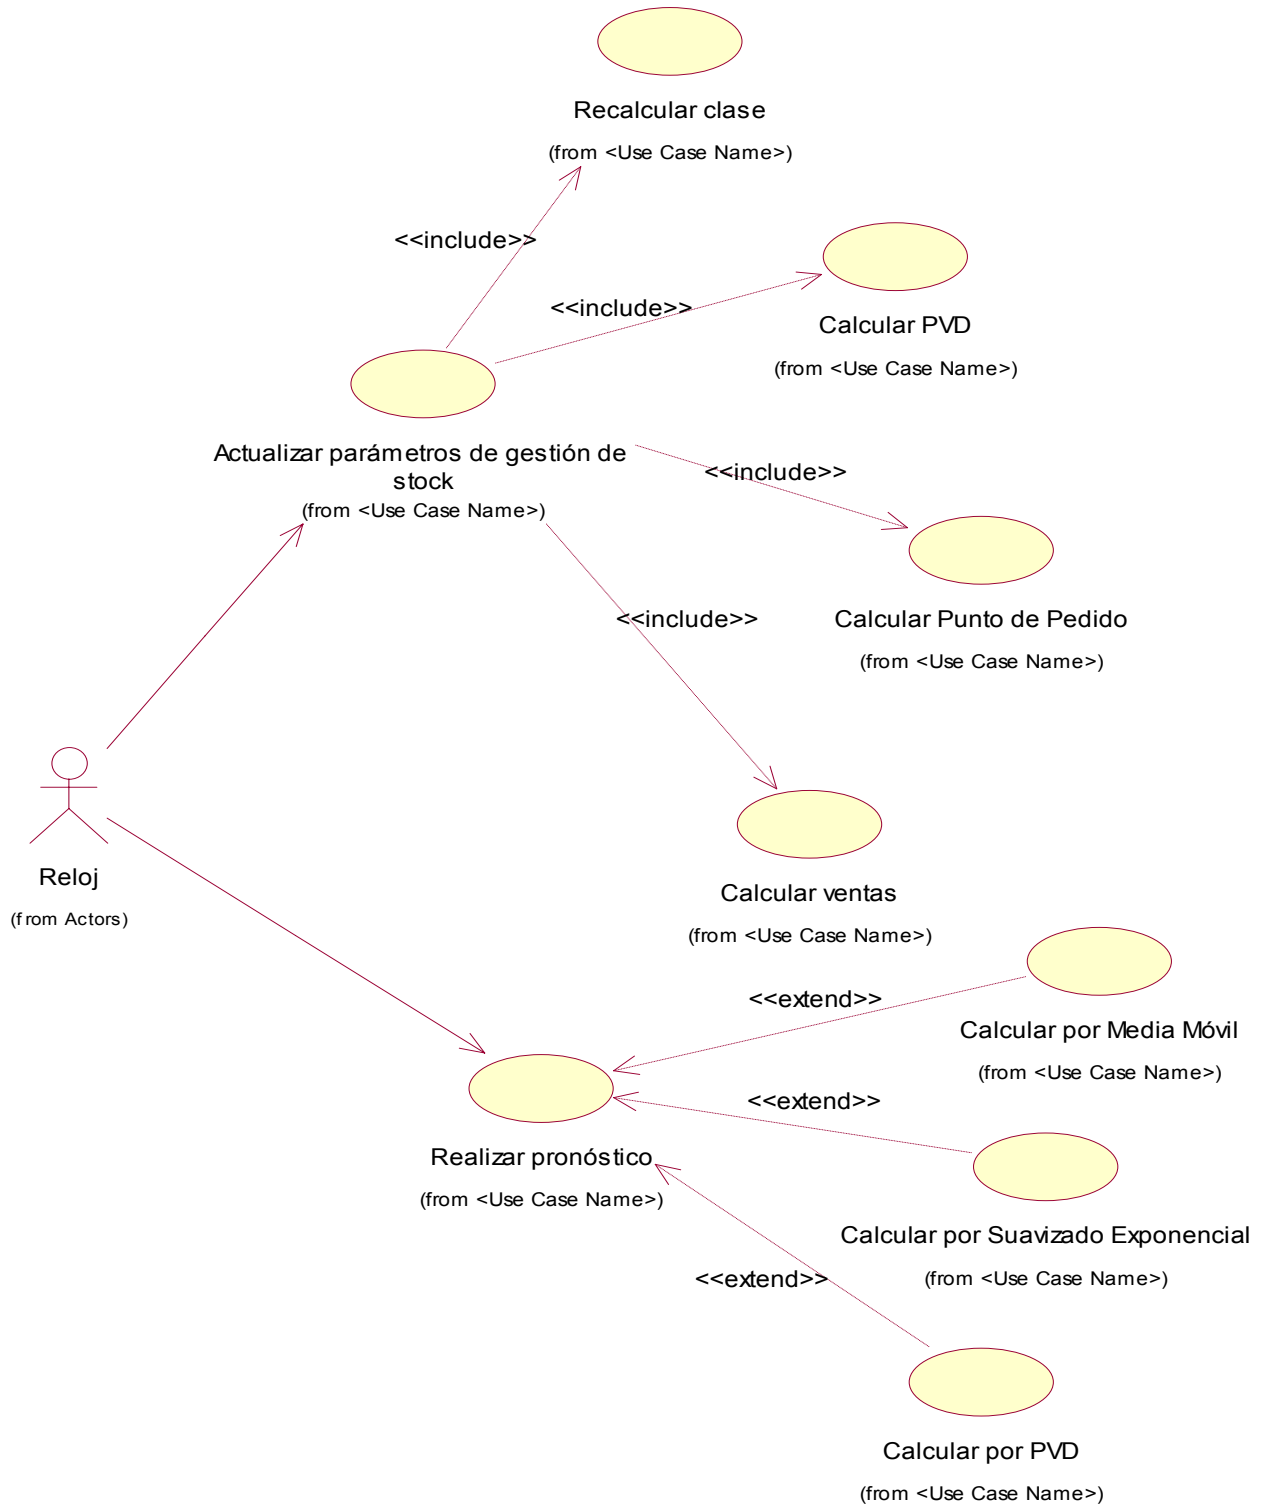 Recalcular clase
(from <Use Case Name>)
<<include>>
<<include>>
Calcular PVD
(from <Use Case Name>)
Actualizar parámetros de gestión de
stock
(from <Use Case Name>)
<<include>>
Calcular Punto de Pedido
(from <Use Case Name>)
<<include>>
Reloj
(from Actors)
Calcular ventas
(from <Use Case Name>)
<<extend>>
Calcular por Media Móvil
(from <Use Case Name>)
<<extend>>
Realizar pronóstico
(from <Use Case Name>)
Calcular por Suavizado Exponencial
(from <Use Case Name>)
<<extend>>
Calcular por PVD
(from <Use Case Name>)